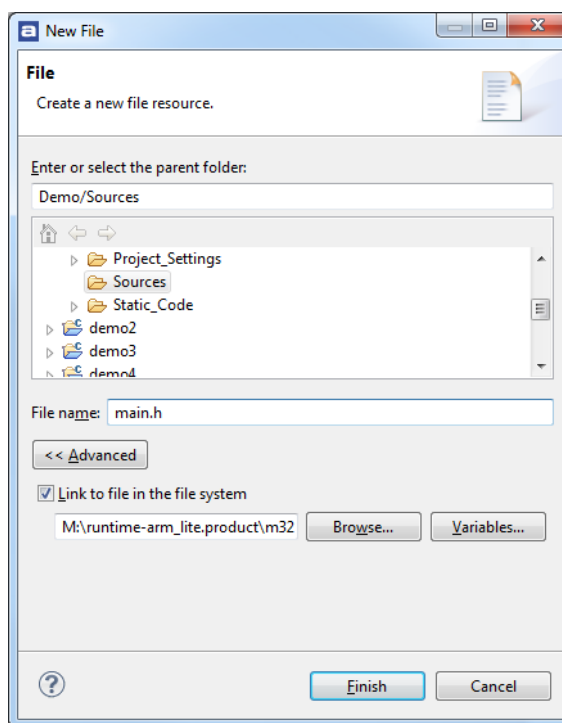 a New File
File
Create a new file resource.
Enter or select the parent folder:
Demo/Sources
Project_Settings
Sources
Static_Code
demo2
demo3
demo4
File name: main.h
<< Advanced
Link to file in the file system
M:\runtime-arm_lite.product\m32 Browse... Variables...
? Finish Cancel